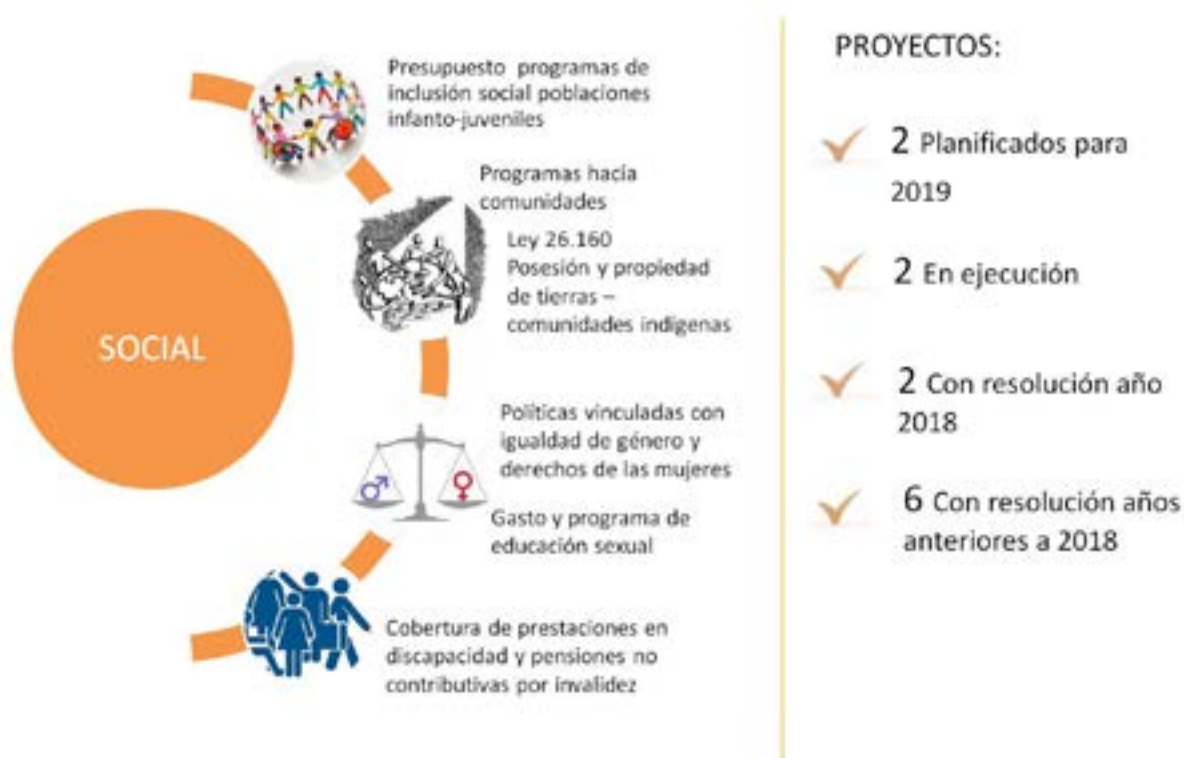 SOCIAL
Presupuesto programas de
inclusión social poblaciones
infanto-juveniles
Programas hacia
comunidades
Ley 26.160
Posesión y propiedad
de tierras –
comunidades indígenas
Políticas vinculadas con
igualdad de género y
derechos de las mujeres
Gasto y programa de
educación sexual
Cobertura de prestaciones en
discapacidad y pensiones no
contributivas por invalidez
PROYECTOS:
2 Planificados para
2019
2 En ejecución
2 Con resolución año
2018
6 Con resolución años
anteriores a 2018